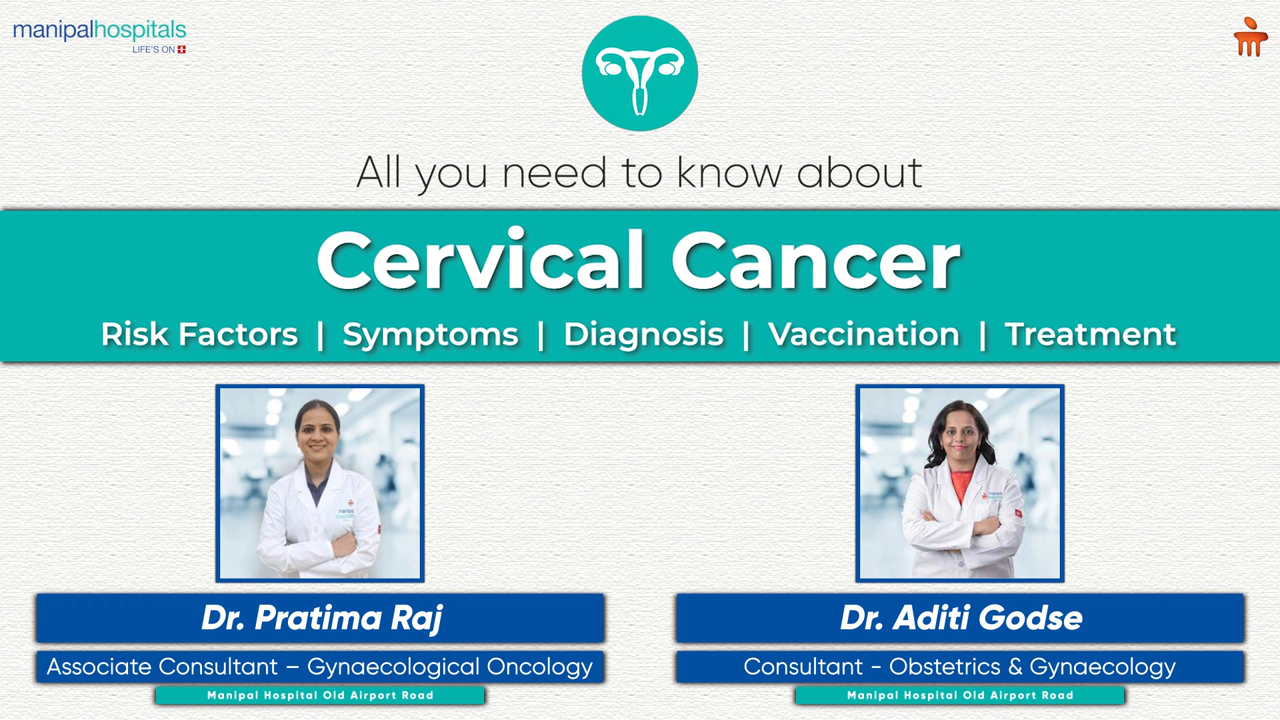 manipalhospitals
LIFE'S ON
All you need to know about
Cervical Cancer
Risk Factors | Symptoms | Diagnosis | Vaccination | Treatment
Dr. Pratima Raj
Associate Consultant – Gynaecological Oncology
Manipal Hospital Old Airport Road
Dr. Aditi Godse
Consultant - Obstetrics & Gynaecology
Manipal Hospital Old Airport Road